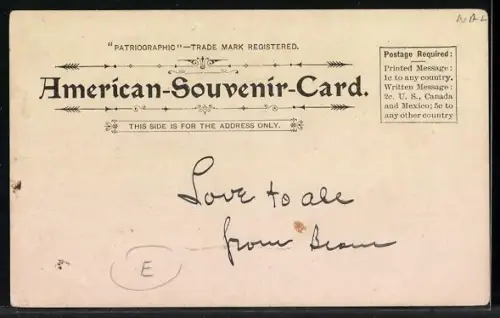 "PATRIOGRAPHIC"—TRADE MARK REGISTERED.
American-Souvenir-Card.
THIS SIDE IS FOR THE ADDRESS ONLY.
Postage Required:
Printed Message:
1c to any country.
Written Message:
2c. U. S., Canada
and Mexico; 5c to
any other country
Love to all
from
E